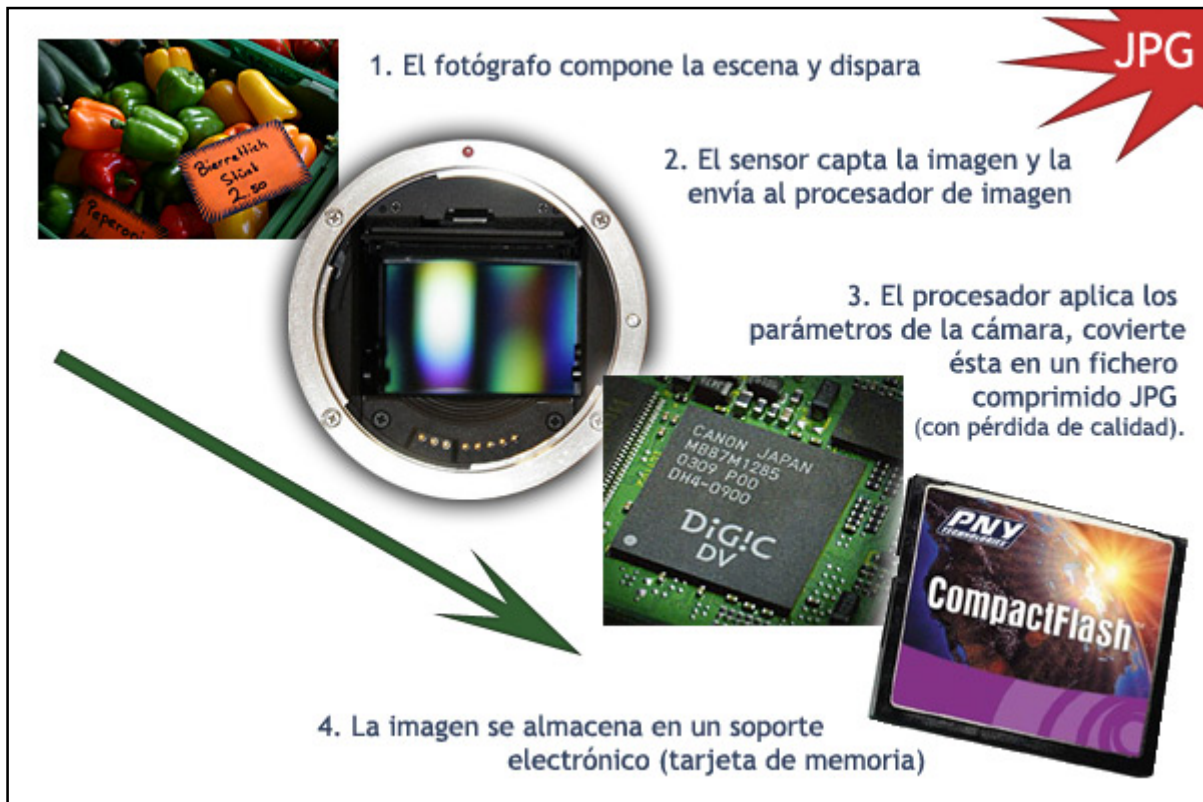 JPG
1. El fotógrafo compone la escena y dispara
Bierrettich
Stück
2.50
Peperoni
2. El sensor capta la imagen y la
envía al procesador de imagen
3. El procesador aplica los
parámetros de la cámara, covierte
ésta en un fichero
comprimido JPG
(con pérdida de calidad).
CANON JAPAN
MB87M1285
0309 P00
DH4-0900
DiG!C
DV
PNY
TECHNOLOGIES
CompactFlash
4. La imagen se almacena en un soporte
electrónico (tarjeta de memoria)